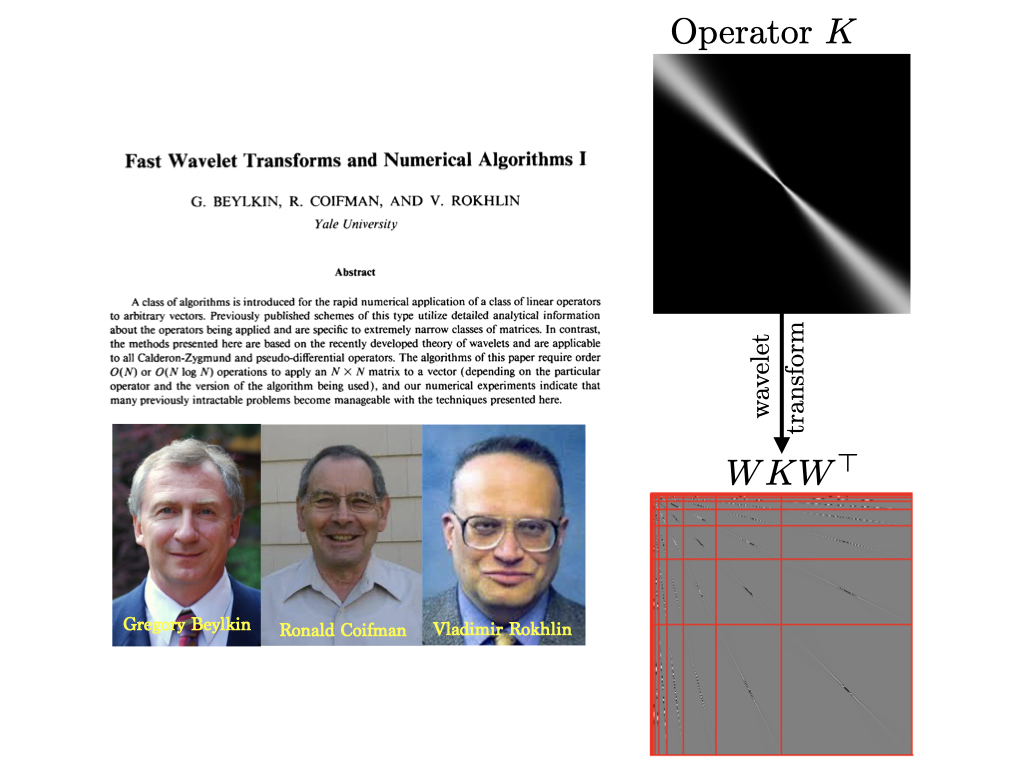 Operator K
Fast Wavelet Transforms and Numerical Algorithms I
G. BEYLKIN, R. COIFMAN, AND V. ROKHLIN
Yale University
Abstract
A class of algorithms is introduced for the rapid numerical application of a class of linear operators
to arbitrary vectors. Previously published schemes of this type utilize detailed analytical information
about the operators being applied and are specific to extremely narrow classes of matrices. In contrast,
the methods presented here are based on the recently developed theory of wavelets and are applicable
to all Calderon-Zygmund and pseudo-differential operators. The algorithms of this paper require order
O(N) or O(N log N) operations to apply an N × N matrix to a vector (depending on the particular
operator and the version of the algorithm being used), and our numerical experiments indicate that
many previously intractable problems become manageable with the techniques presented here.
wavelet
transform
WKW⊤
Gregory Beylkin
Ronald Coifman
Vladimir Rokhlin